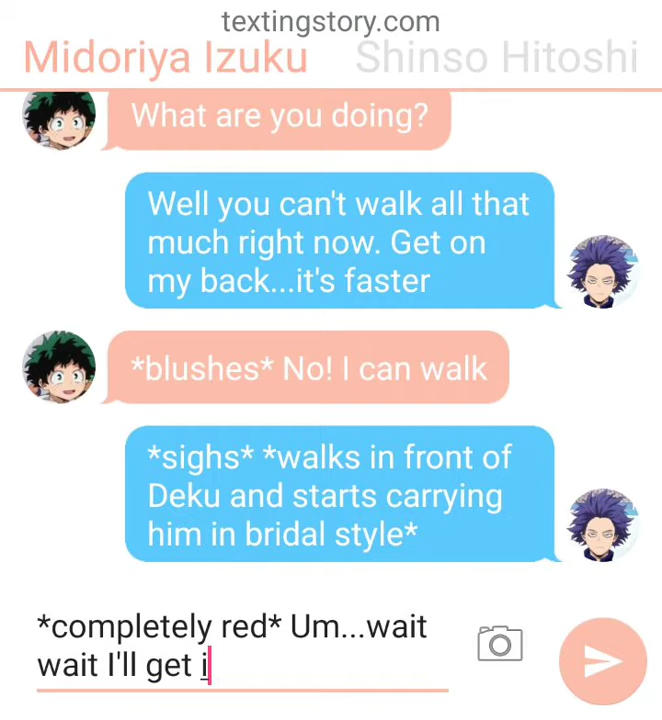 textingstory.com
Midoriya Izuku Shinso Hitoshi
What are you doing?
Well you can't walk all that
much right now. Get on
my back...it's faster
*blushes* No! I can walk
*sighs* *walks in front of
Deku and starts carrying
him in bridal style*
*completely red* Um...wait
wait I'll get i